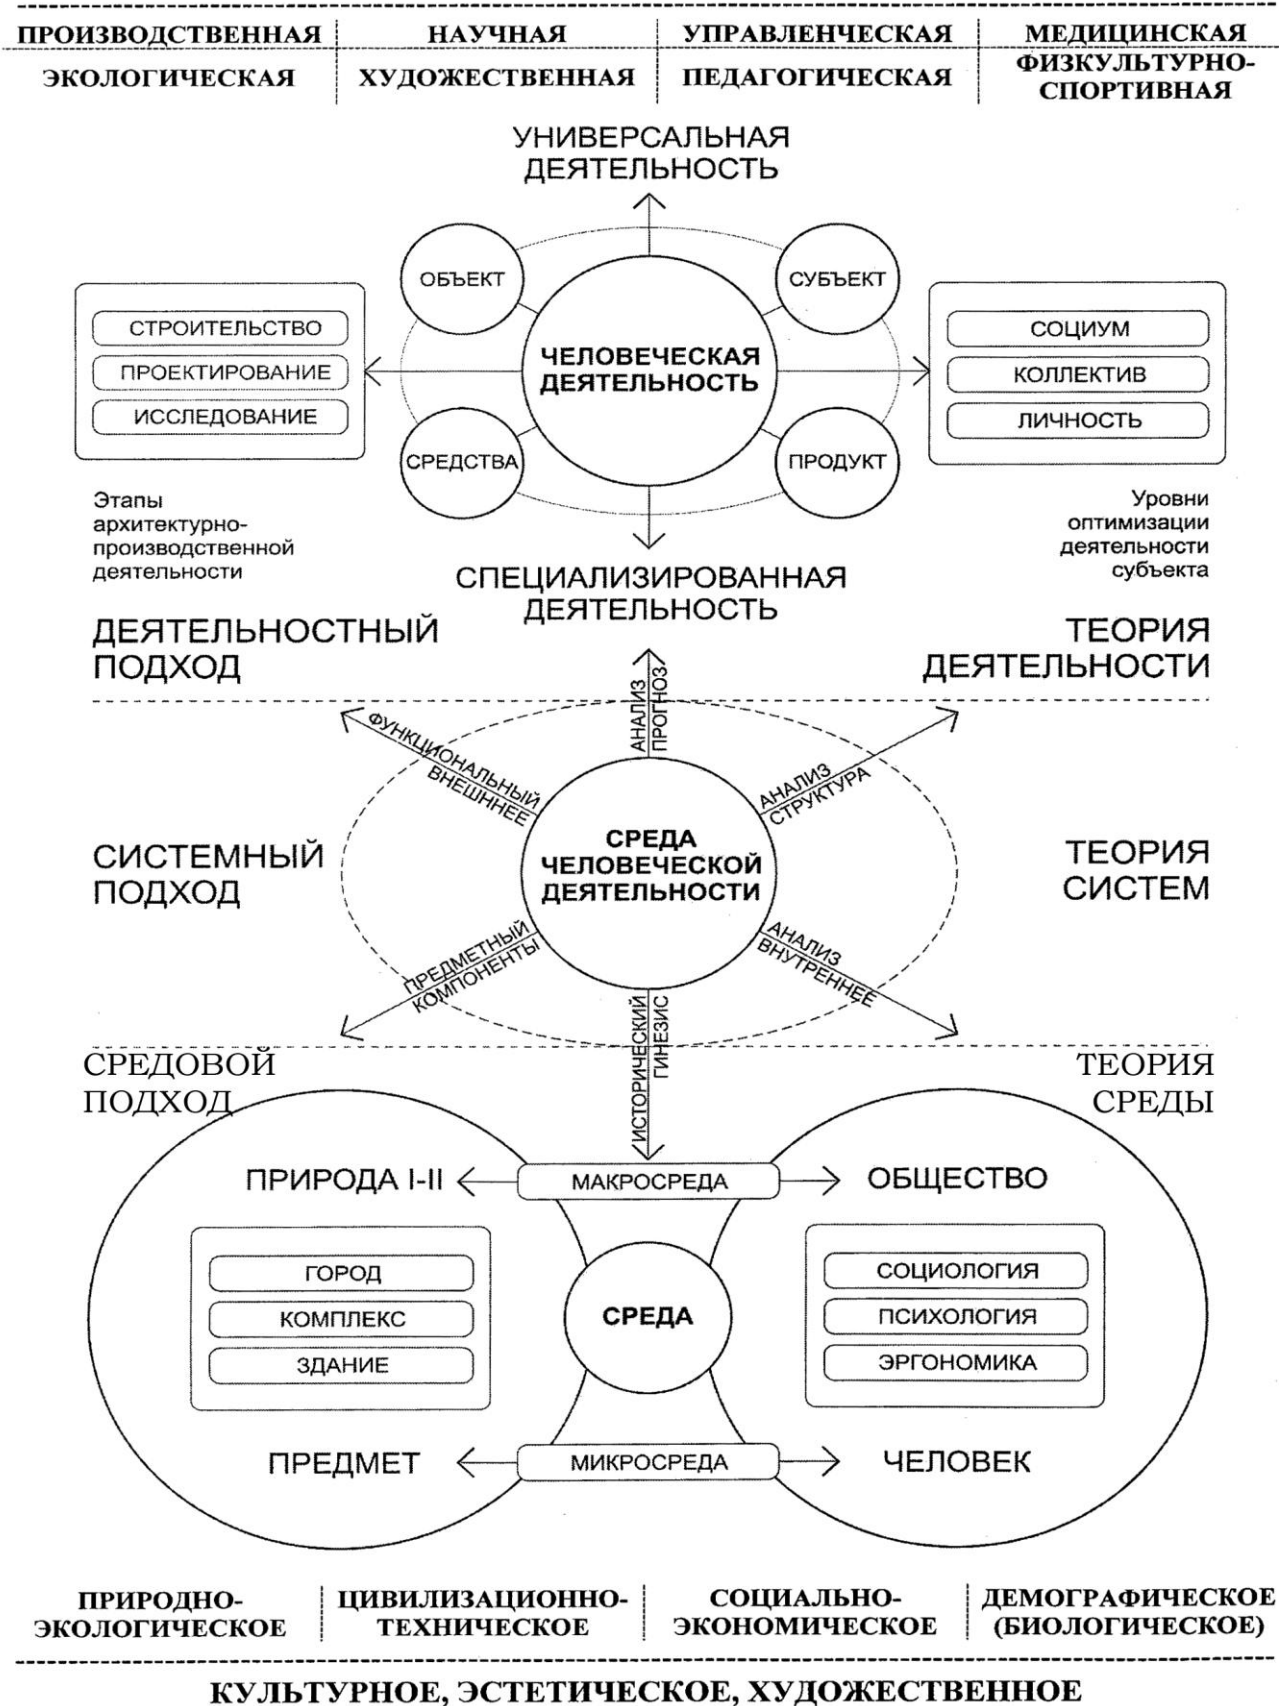 ПРОИЗВОДСТВЕННАЯ
НАУЧНАЯ
УПРАВЛЕНЧЕСКАЯ
МЕДИЦИНСКАЯ
ЭКОЛОГИЧЕСКАЯ
ХУДОЖЕСТВЕННАЯ
ПЕДАГОГИЧЕСКАЯ
ФИЗКУЛЬТУРНО-
СПОРТИВНАЯ
УНИВЕРСАЛЬНАЯ
ДЕЯТЕЛЬНОСТЬ
ОБЪЕКТ
СУБЪЕКТ
СТРОИТЕЛЬСТВО
ПРОЕКТИРОВАНИЕ
ИССЛЕДОВАНИЕ
ЧЕЛОВЕЧЕСКАЯ
ДЕЯТЕЛЬНОСТЬ
СОЦИУМ
КОЛЛЕКТИВ
ЛИЧНОСТЬ
СРЕДСТВА
ПРОДУКТ
Этапы
архитектурно-
производственной
деятельности
Уровни
оптимизации
деятельности
субъекта
СПЕЦИАЛИЗИРОВАННАЯ
ДЕЯТЕЛЬНОСТЬ
ДЕЯТЕЛЬНОСТНЫЙ
ПОДХОД
ТЕОРИЯ
ДЕЯТЕЛЬНОСТИ
АНАЛИЗ
ПРОГНОЗ
ФУНКЦИОНАЛЬНЫЙ
ВНЕШННЕЕ
АНАЛИЗ
СТРУКТУРА
СИСТЕМНЫЙ
ПОДХОД
СРЕДА
ЧЕЛОВЕЧЕСКОЙ
ДЕЯТЕЛЬНОСТИ
ТЕОРИЯ
СИСТЕМ
ПРЕДМЕТНЫЙ
КОМПОНЕНТЫ
АНАЛИЗ
ВНУТРЕННЕЕ
ИСТОРИЧЕСКИЙ
ГИНЕЗИС
СРЕДОВОЙ
ПОДХОД
ТЕОРИЯ
СРЕДЫ
ПРИРОДА I-II
МАКРОСРЕДА
ОБЩЕСТВО
ГОРОД
КОМПЛЕКС
ЗДАНИЕ
СРЕДА
СОЦИОЛОГИЯ
ПСИХОЛОГИЯ
ЭРГОНОМИКА
ПРЕДМЕТ
МИКРОСРЕДА
ЧЕЛОВЕК
ПРИРОДНО-
ЭКОЛОГИЧЕСКОЕ
ЦИВИЛИЗАЦИОННО-
ТЕХНИЧЕСКОЕ
СОЦИАЛЬНО-
ЭКОНОМИЧЕСКОЕ
ДЕМОГРАФИЧЕСКОЕ
(БИОЛОГИЧЕСКОЕ)
КУЛЬТУРНОЕ, ЭСТЕТИЧЕСКОЕ, ХУДОЖЕСТВЕННОЕ